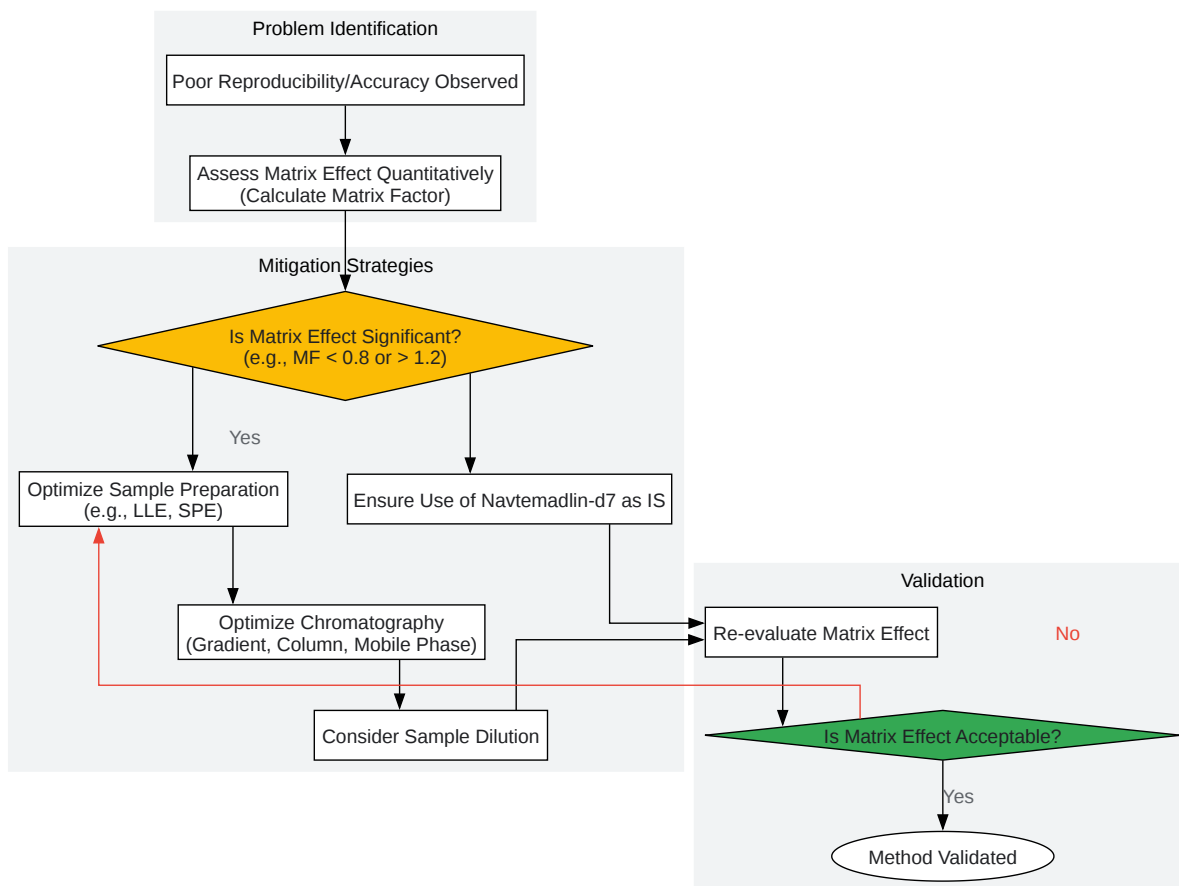 Problem Identification
Poor Reproducibility/Accuracy Observed
Assess Matrix Effect Quantitatively
(Calculate Matrix Factor)
Mitigation Strategies
Is Matrix Effect Significant?
(e.g., MF < 0.8 or > 1.2)
Yes
Optimize Sample Preparation
(e.g., LLE, SPE)
Ensure Use of Navtemadlin-d7 as IS
Optimize Chromatography
(Gradient, Column, Mobile Phase)
Consider Sample Dilution
Validation
Re-evaluate Matrix Effect
No
Is Matrix Effect Acceptable?
Yes
Method Validated